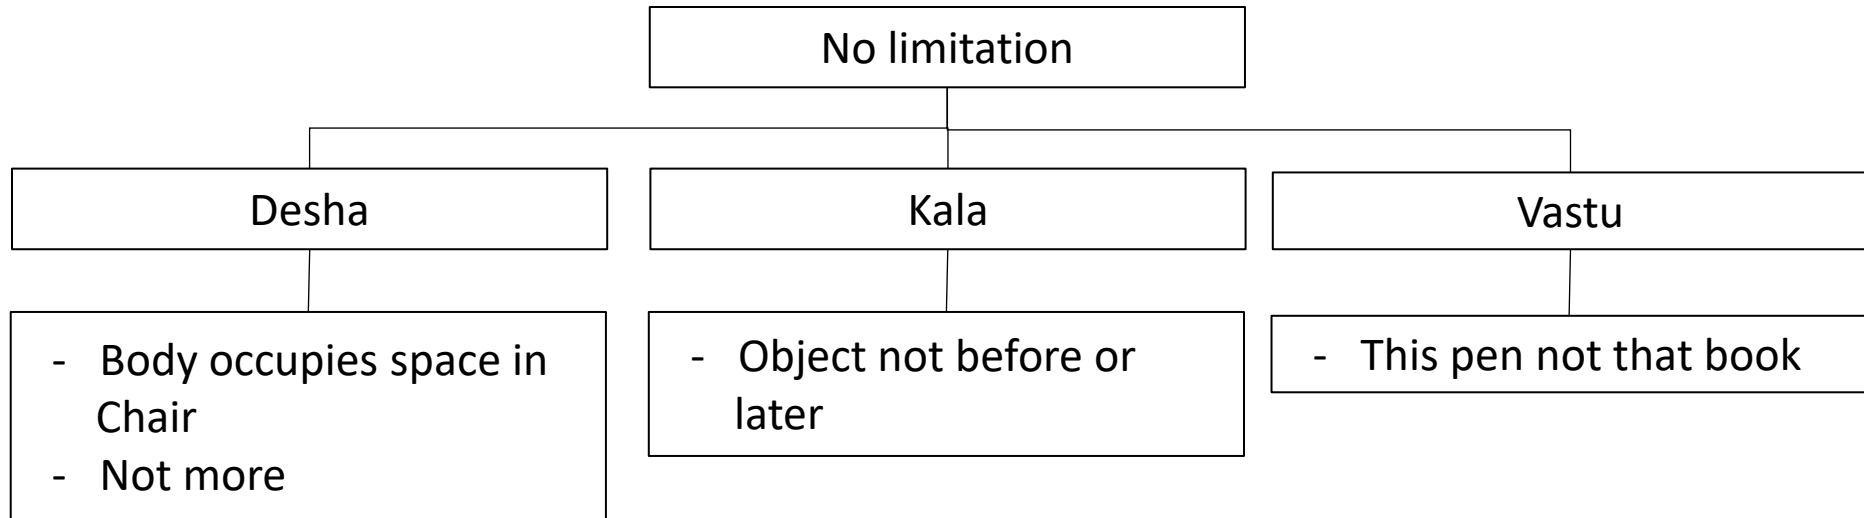 No limitation
Desha
Kala
Vastu
- Body occupies space in
Chair
- Not more
- Object not before or
later
- This pen not that book